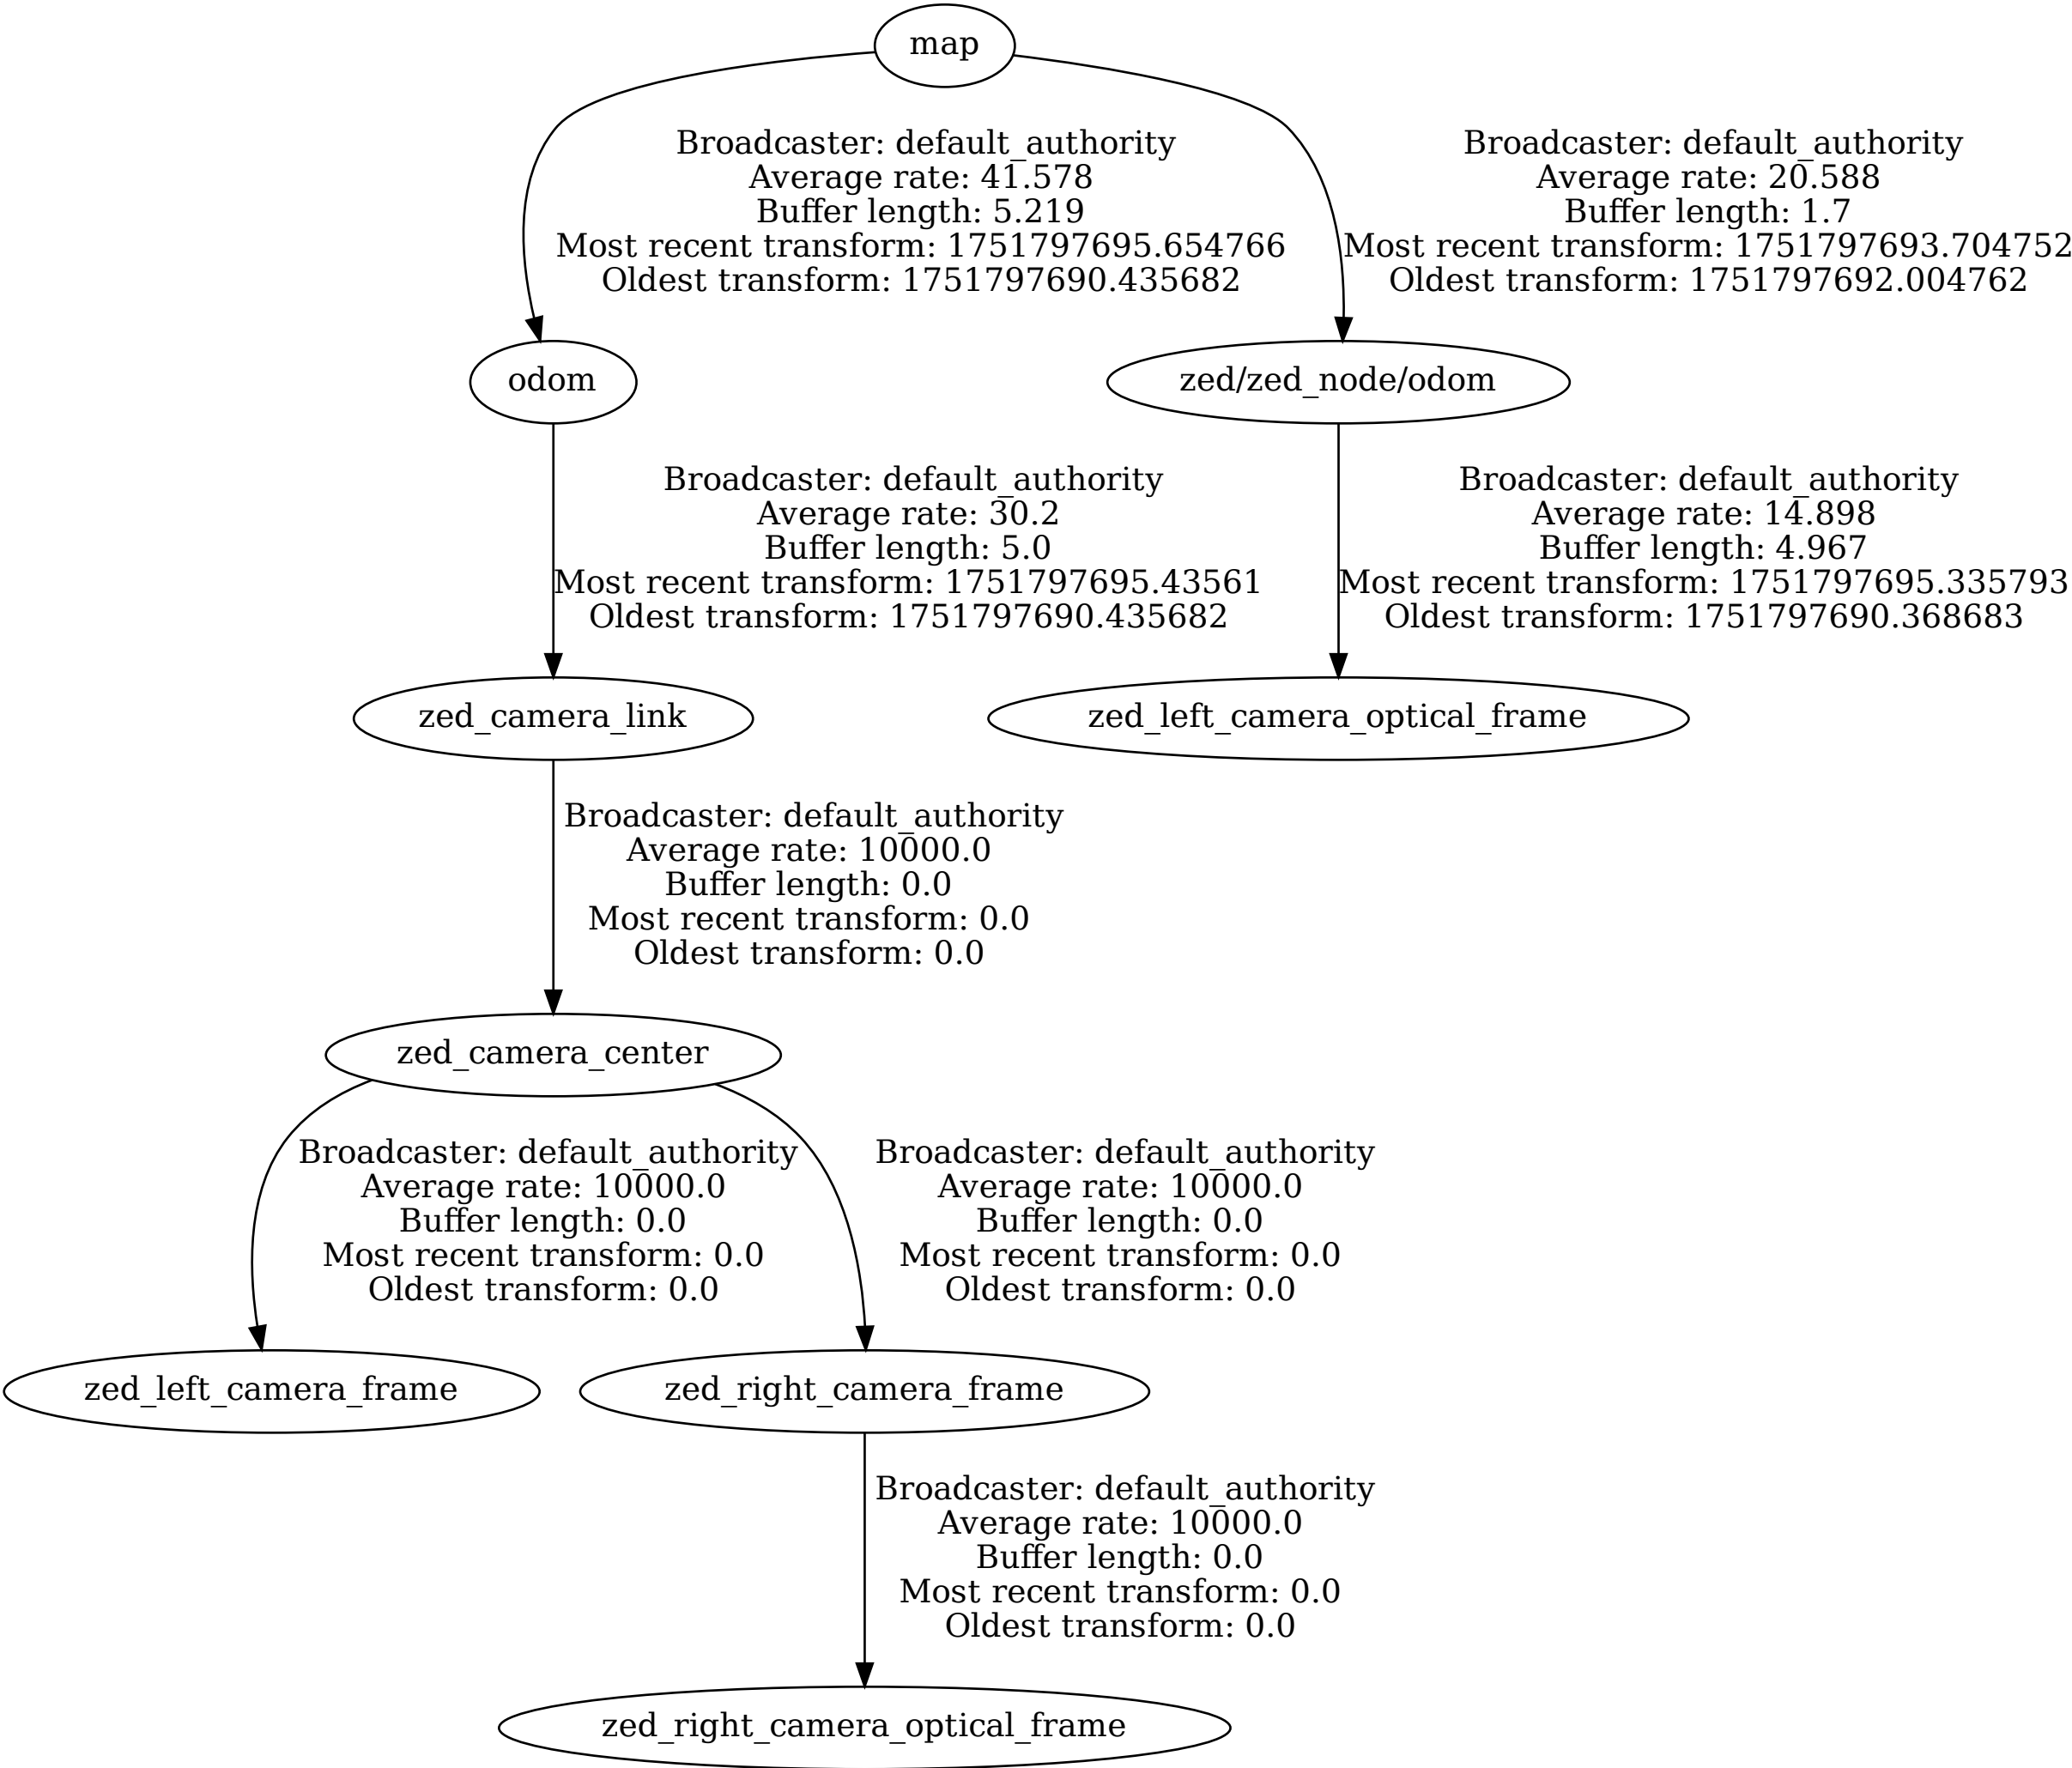 map
Broadcaster: default_authority
Average rate: 41.578
Buffer length: 5.219
Most recent transform: 1751797695.654766
Oldest transform: 1751797690.435682
Broadcaster: default_authority
Average rate: 20.588
Buffer length: 1.7
Most recent transform: 1751797693.704752
Oldest transform: 1751797692.004762
odom
zed/zed_node/odom
Broadcaster: default_authority
Average rate: 30.2
Buffer length: 5.0
Most recent transform: 1751797695.43561
Oldest transform: 1751797690.435682
Broadcaster: default_authority
Average rate: 14.898
Buffer length: 4.967
Most recent transform: 1751797695.335793
Oldest transform: 1751797690.368683
zed_camera_link
zed_left_camera_optical_frame
Broadcaster: default_authority
Average rate: 10000.0
Buffer length: 0.0
Most recent transform: 0.0
Oldest transform: 0.0
zed_camera_center
Broadcaster: default_authority
Average rate: 10000.0
Buffer length: 0.0
Most recent transform: 0.0
Oldest transform: 0.0
Broadcaster: default_authority
Average rate: 10000.0
Buffer length: 0.0
Most recent transform: 0.0
Oldest transform: 0.0
zed_left_camera_frame
zed_right_camera_frame
Broadcaster: default_authority
Average rate: 10000.0
Buffer length: 0.0
Most recent transform: 0.0
Oldest transform: 0.0
zed_right_camera_optical_frame